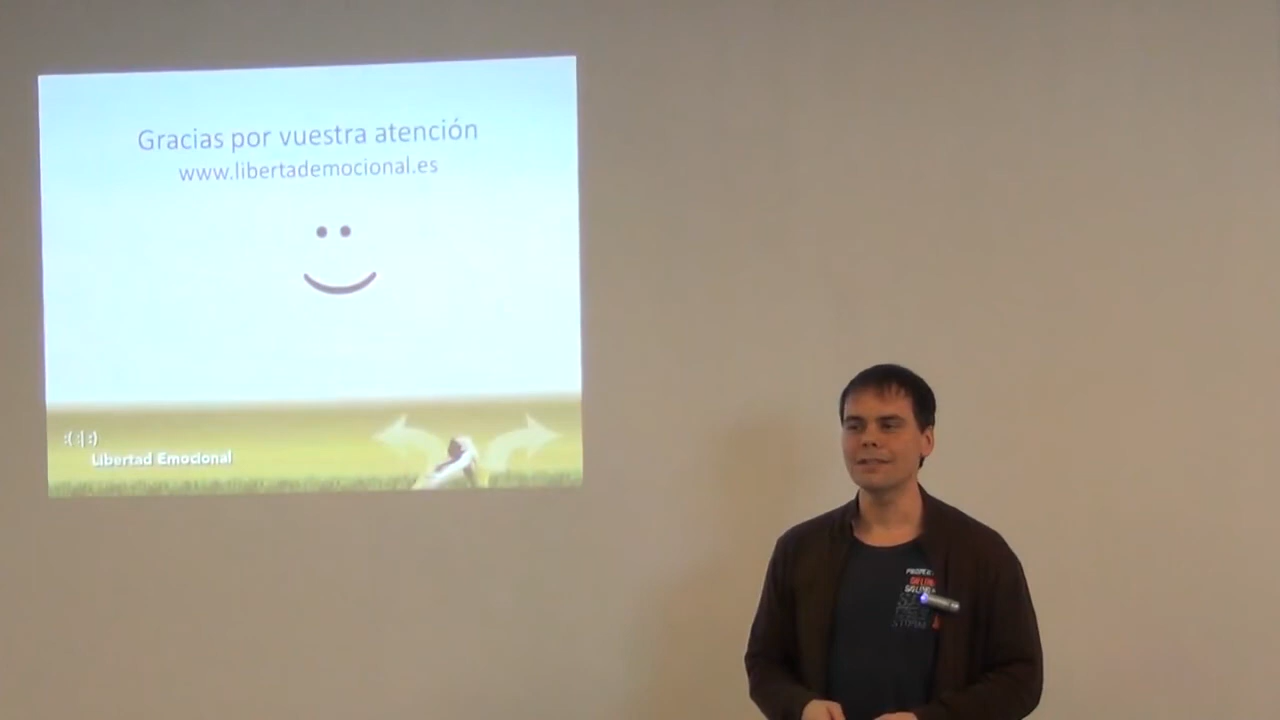 Gracias por vuestra atención
www.libertademocional.es
:( :| :)
Libertad Emocional